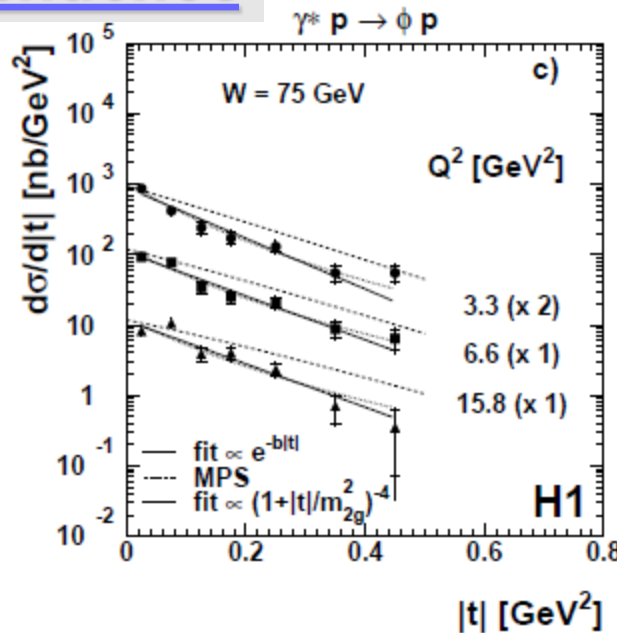 γ* p → ϕ p
c)
W = 75 GeV
Q² [GeV²]
dσ/d|t| [nb/GeV²]
10⁵
10⁴
10³
10²
10
1
10⁻¹
10⁻²
3.3 (x 2)
6.6 (x 1)
15.8 (x 1)
fit ∝ e^-b|t|
MPS
fit ∝ (1+|t|/m²_2g)⁻⁴
H1
0 0.2 0.4 0.6 0.8
|t| [GeV²]